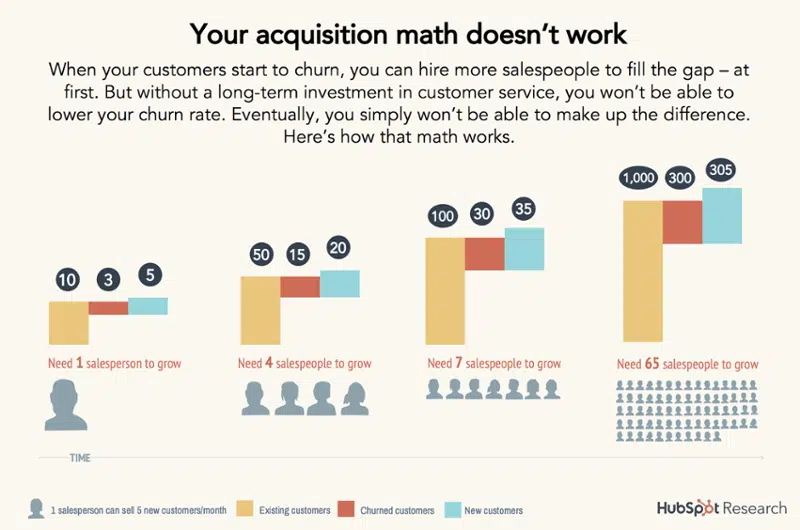 Your acquisition math doesn't work
When your customers start to churn, you can hire more salespeople to fill the gap – at
first. But without a long-term investment in customer service, you won't be able to
lower your churn rate. Eventually, you simply won't be able to make up the difference.
Here's how that math works.
10 3 5
50 15 20
100 30 35
1,000 300 305
Need 1 salesperson to grow
Need 4 salespeople to grow
Need 7 salespeople to grow
Need 65 salespeople to grow
TIME
1 salesperson can sell 5 new customers/month
Existing customers
Churned customers
New customers
HubSpot Research